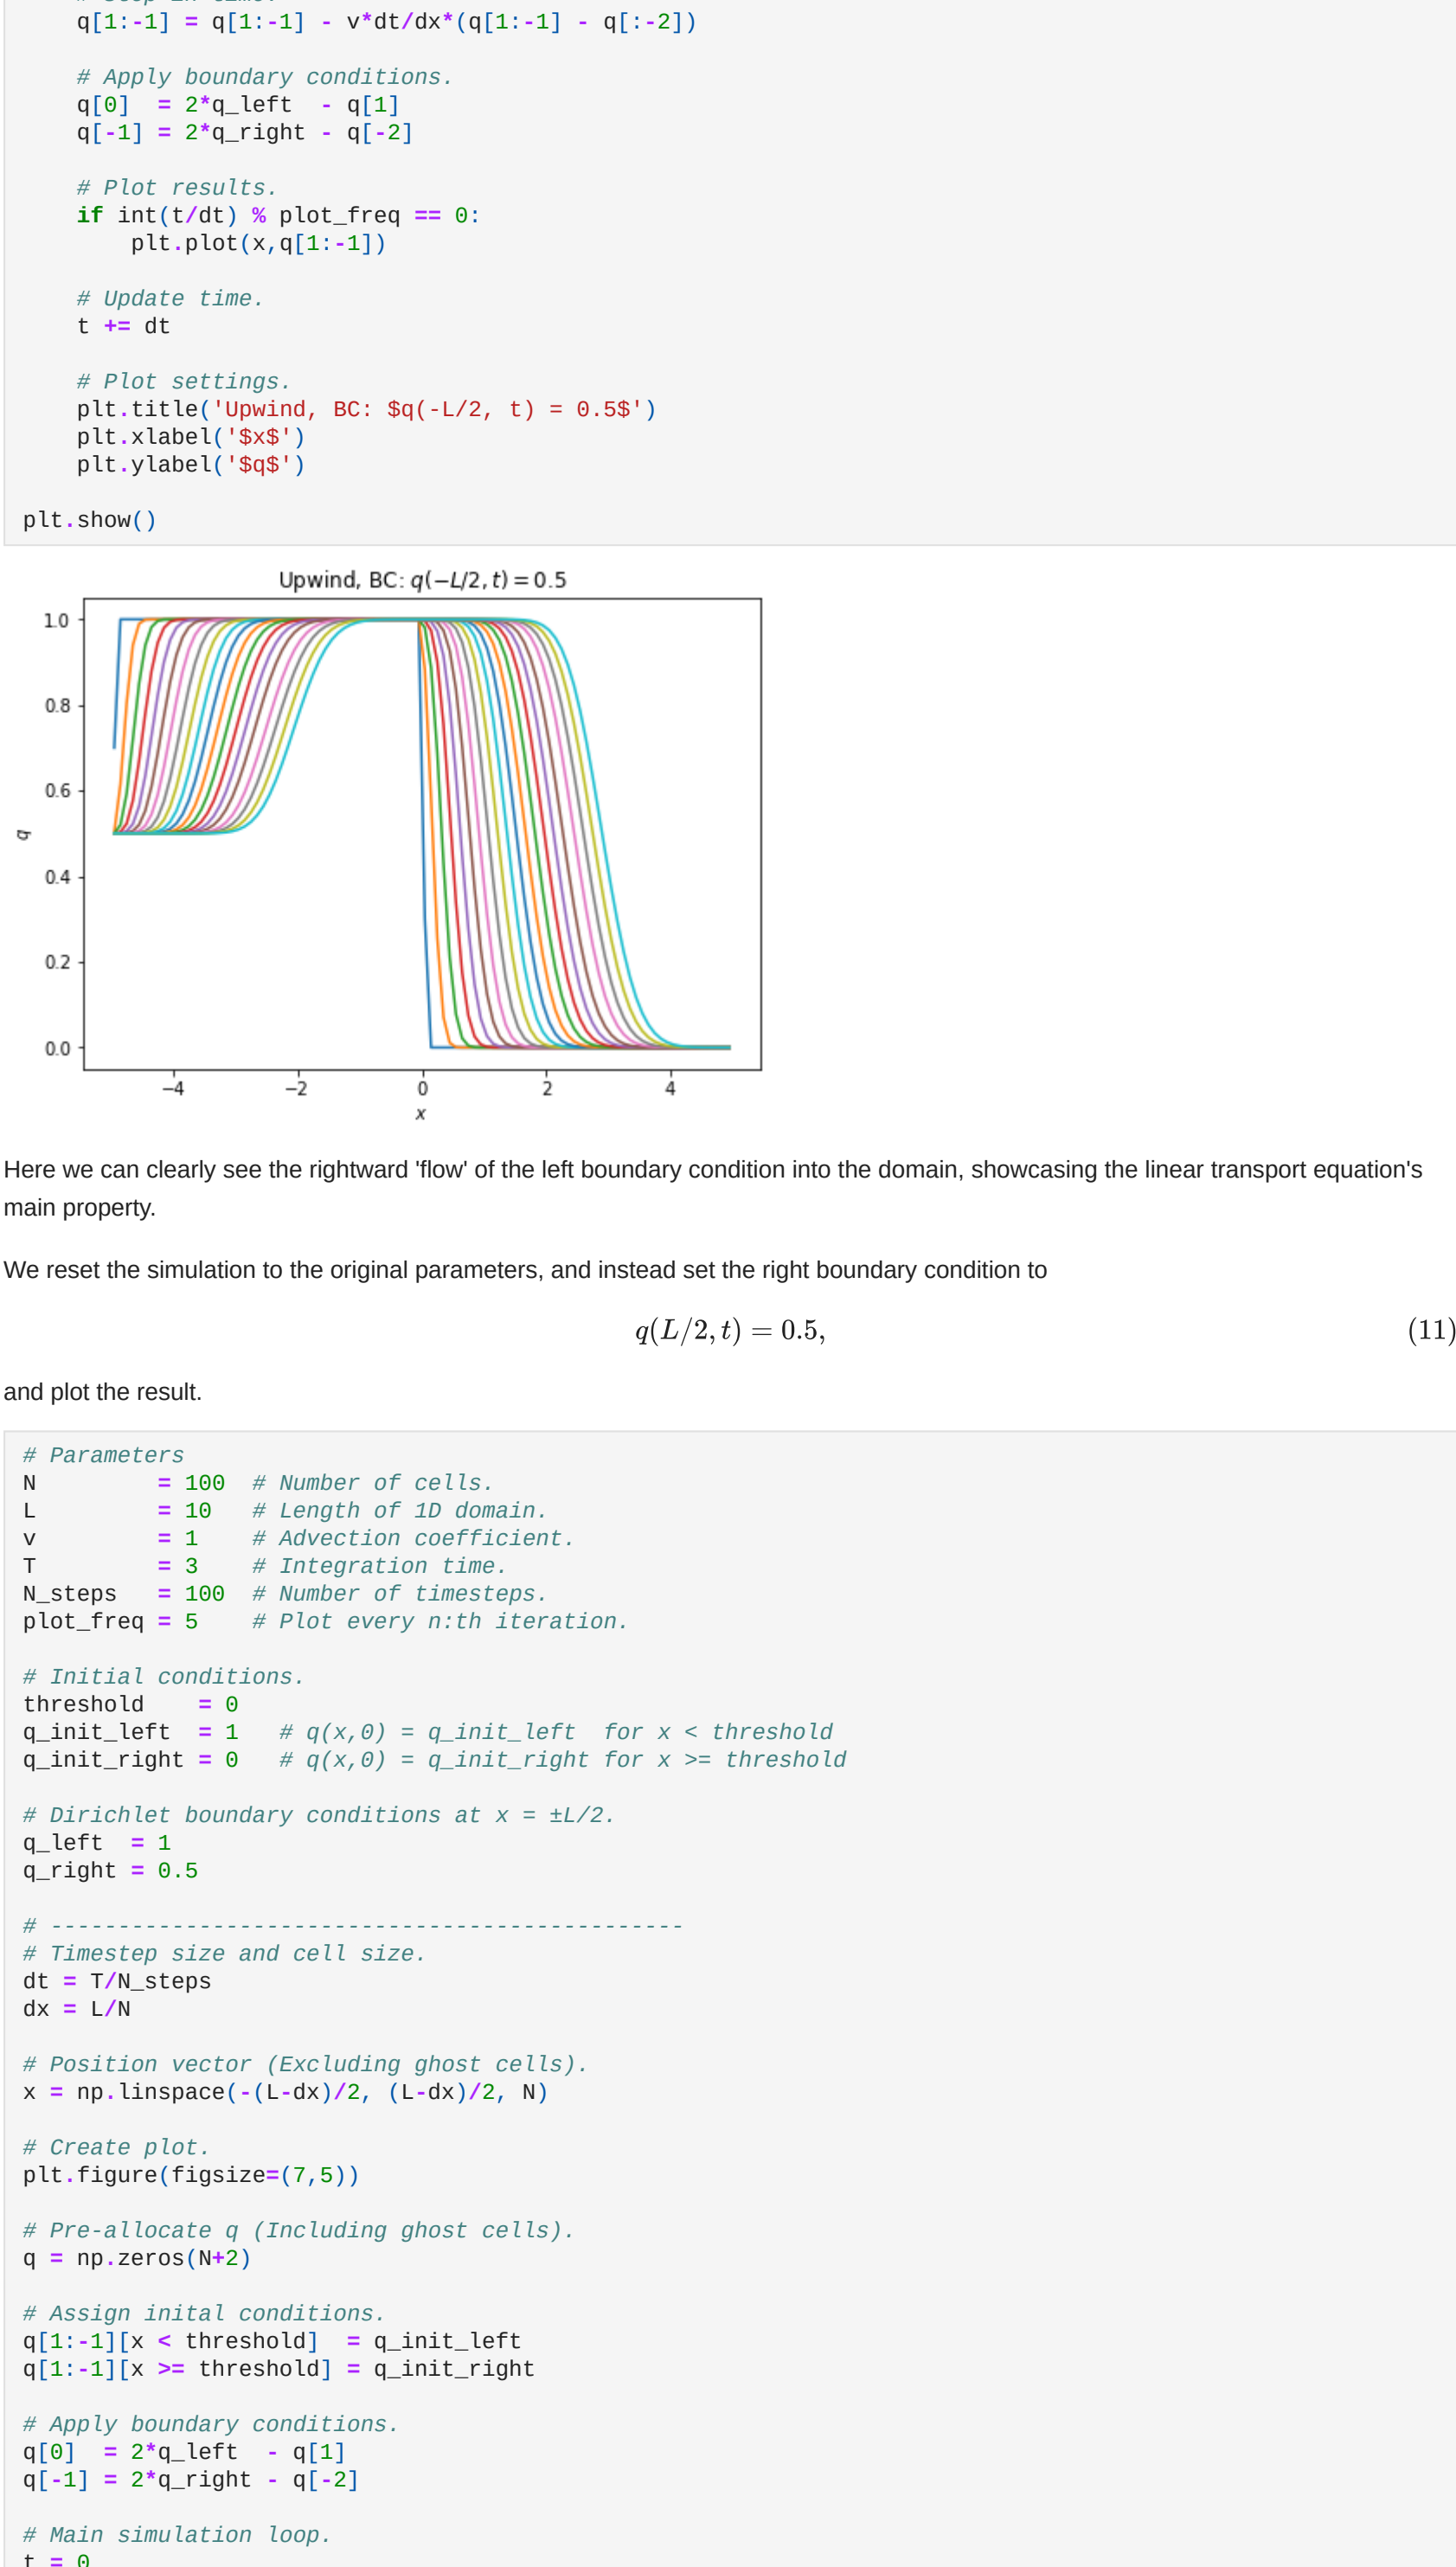 q[1:-1] = q[1:-1] - v*dt/dx*(q[1:-1] - q[:-2])

    # Apply boundary conditions.
    q[0]  = 2*q_left  - q[1]
    q[-1] = 2*q_right - q[-2]

    # Plot results.
    if int(t/dt) % plot_freq == 0:
        plt.plot(x,q[1:-1])

    # Update time.
    t += dt

    # Plot settings.
    plt.title('Upwind, BC: $q(-L/2, t) = 0.5$')
    plt.xlabel('$x$')
    plt.ylabel('$q$')

plt.show()
Upwind, BC: q(−L/2, t) = 0.5
1.0
0.8
0.6
q
0.4
0.2
0.0
−4 −2 0 2 4
x
Here we can clearly see the rightward 'flow' of the left boundary condition into the domain, showcasing the linear transport equation's
main property.
We reset the simulation to the original parameters, and instead set the right boundary condition to
q(L/2, t) = 0.5, (11)
and plot the result.
# Parameters
N         = 100  # Number of cells.
L         = 10   # Length of 1D domain.
v         = 1    # Advection coefficient.
T         = 3    # Integration time.
N_steps   = 100  # Number of timesteps.
plot_freq = 5    # Plot every n:th iteration.

# Initial conditions.
threshold    = 0
q_init_left  = 1   # q(x,0) = q_init_left  for x < threshold
q_init_right = 0   # q(x,0) = q_init_right for x >= threshold

# Dirichlet boundary conditions at x = ±L/2.
q_left  = 1
q_right = 0.5

# -----------------------------------------------
# Timestep size and cell size.
dt = T/N_steps
dx = L/N

# Position vector (Excluding ghost cells).
x = np.linspace(-(L-dx)/2, (L-dx)/2, N)

# Create plot.
plt.figure(figsize=(7,5))

# Pre-allocate q (Including ghost cells).
q = np.zeros(N+2)

# Assign inital conditions.
q[1:-1][x < threshold]  = q_init_left
q[1:-1][x >= threshold] = q_init_right

# Apply boundary conditions.
q[0]  = 2*q_left  - q[1]
q[-1] = 2*q_right - q[-2]

# Main simulation loop.
t = 0